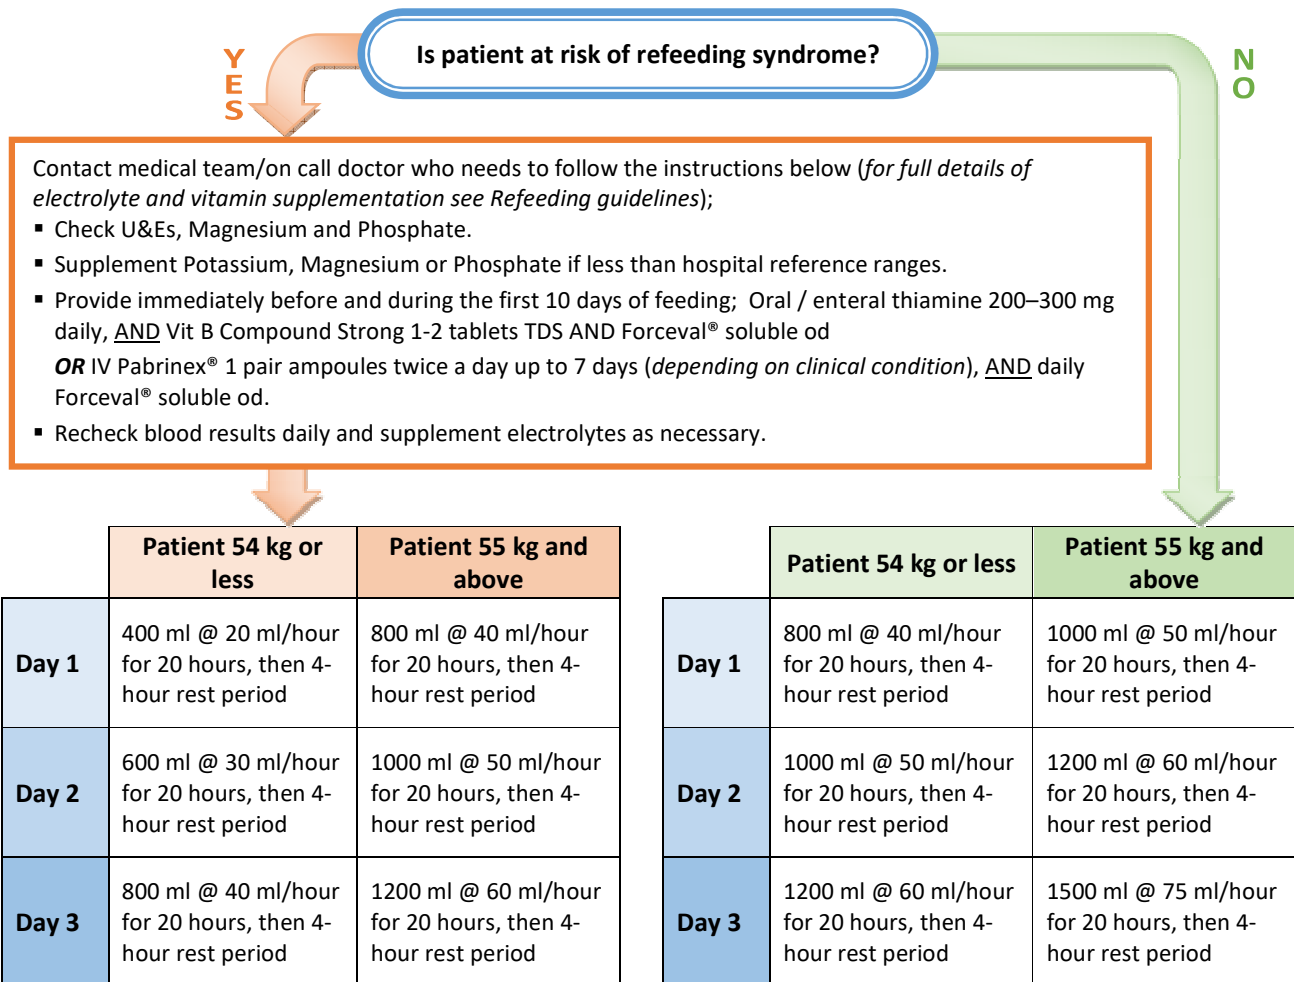 Is patient at risk of refeeding syndrome?
YES
NO
Contact medical team/on call doctor who needs to follow the instructions below (for full details of
electrolyte and vitamin supplementation see Refeeding guidelines);
▪ Check U&Es, Magnesium and Phosphate.
▪ Supplement Potassium, Magnesium or Phosphate if less than hospital reference ranges.
▪ Provide immediately before and during the first 10 days of feeding; Oral / enteral thiamine 200–300 mg
daily, AND Vit B Compound Strong 1-2 tablets TDS AND Forceval® soluble od
OR IV Pabrinex® 1 pair ampoules twice a day up to 7 days (depending on clinical condition), AND daily
Forceval® soluble od.
▪ Recheck blood results daily and supplement electrolytes as necessary.
Patient 54 kg or
less
Patient 55 kg and
above
Day 1
400 ml @ 20 ml/hour
for 20 hours, then 4-
hour rest period
800 ml @ 40 ml/hour
for 20 hours, then 4-
hour rest period
Day 2
600 ml @ 30 ml/hour
for 20 hours, then 4-
hour rest period
1000 ml @ 50 ml/hour
for 20 hours, then 4-
hour rest period
Day 3
800 ml @ 40 ml/hour
for 20 hours, then 4-
hour rest period
1200 ml @ 60 ml/hour
for 20 hours, then 4-
hour rest period
Patient 54 kg or less
Patient 55 kg and
above
Day 1
800 ml @ 40 ml/hour
for 20 hours, then 4-
hour rest period
1000 ml @ 50 ml/hour
for 20 hours, then 4-
hour rest period
Day 2
1000 ml @ 50 ml/hour
for 20 hours, then 4-
hour rest period
1200 ml @ 60 ml/hour
for 20 hours, then 4-
hour rest period
Day 3
1200 ml @ 60 ml/hour
for 20 hours, then 4-
hour rest period
1500 ml @ 75 ml/hour
for 20 hours, then 4-
hour rest period